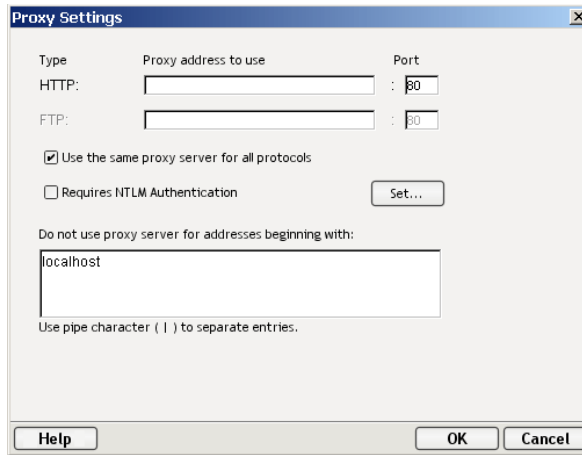 Proxy Settings
Type Proxy address to use Port
HTTP: : 80
FTP: : 80
Use the same proxy server for all protocols
Requires NTLM Authentication Set...
Do not use proxy server for addresses beginning with:
localhost
Use pipe character ( | ) to separate entries.
Help OK Cancel